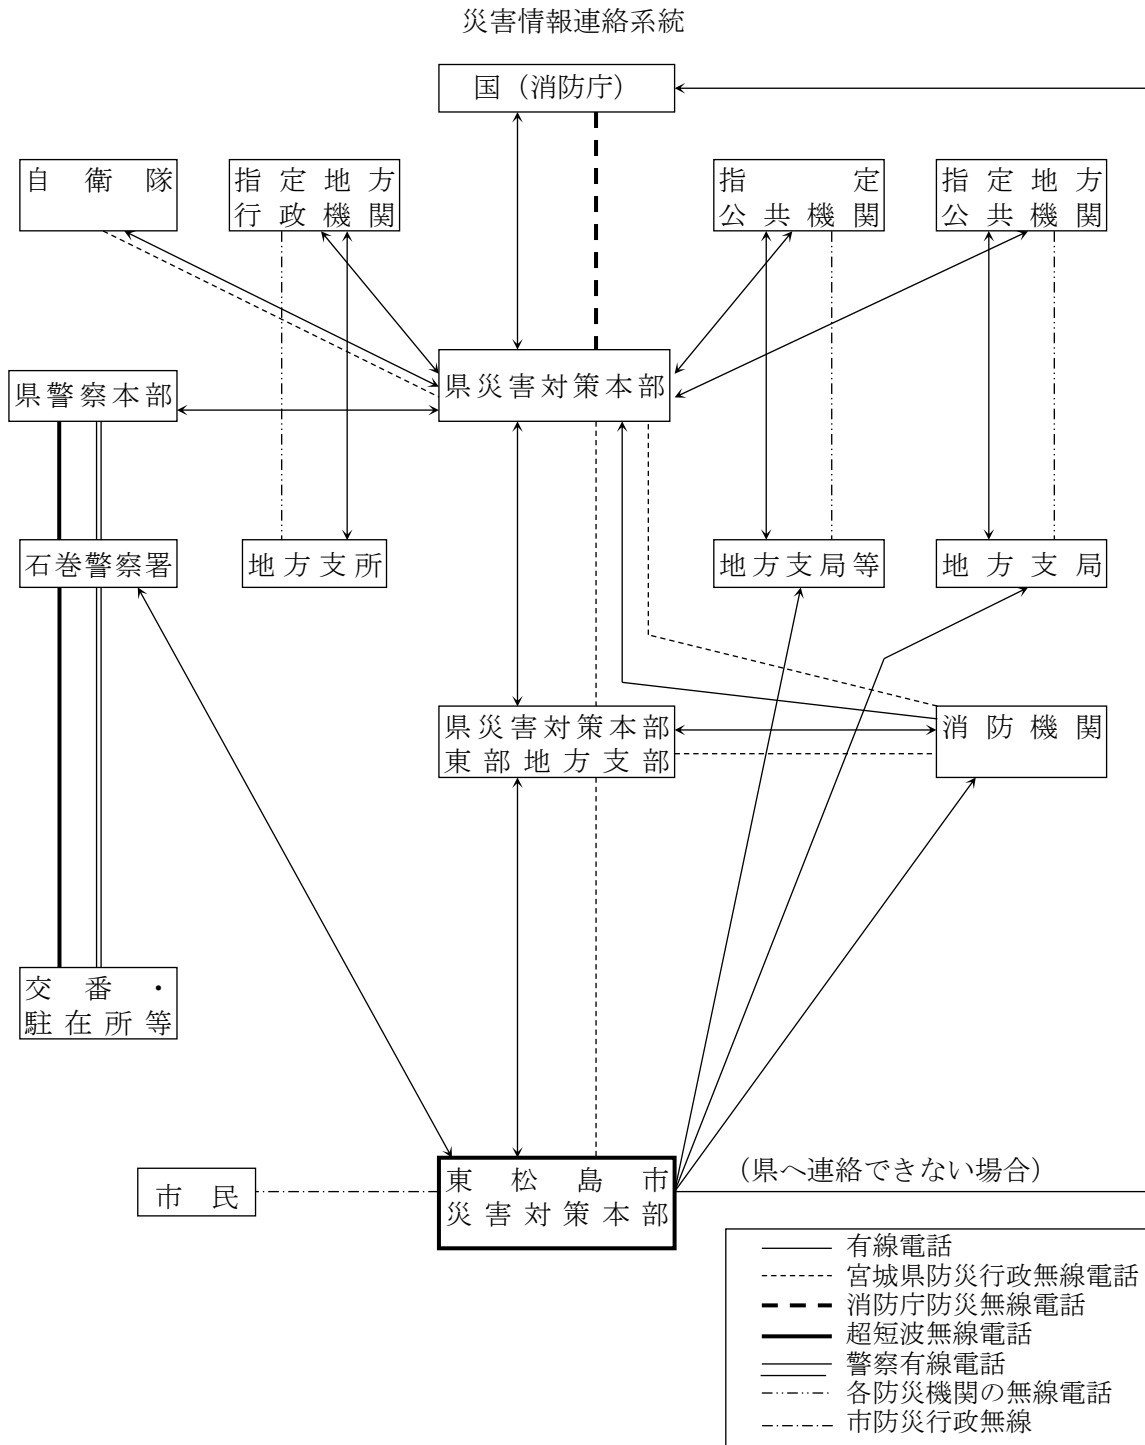 災害情報連絡系統
国（消防庁）
自衛隊
指定地方
行政機関
指定
公共機関
指定地方
公共機関
県災害対策本部
県警察本部
石巻警察署
地方支所
地方支局等
地方支局
県災害対策本部
東部地方支部
消防機関
交番・
駐在所等
市民
東松島市
災害対策本部
（県へ連絡できない場合）
有線電話
宮城県防災行政無線電話
消防庁防災無線電話
超短波無線電話
警察有線電話
各防災機関の無線電話
市防災行政無線